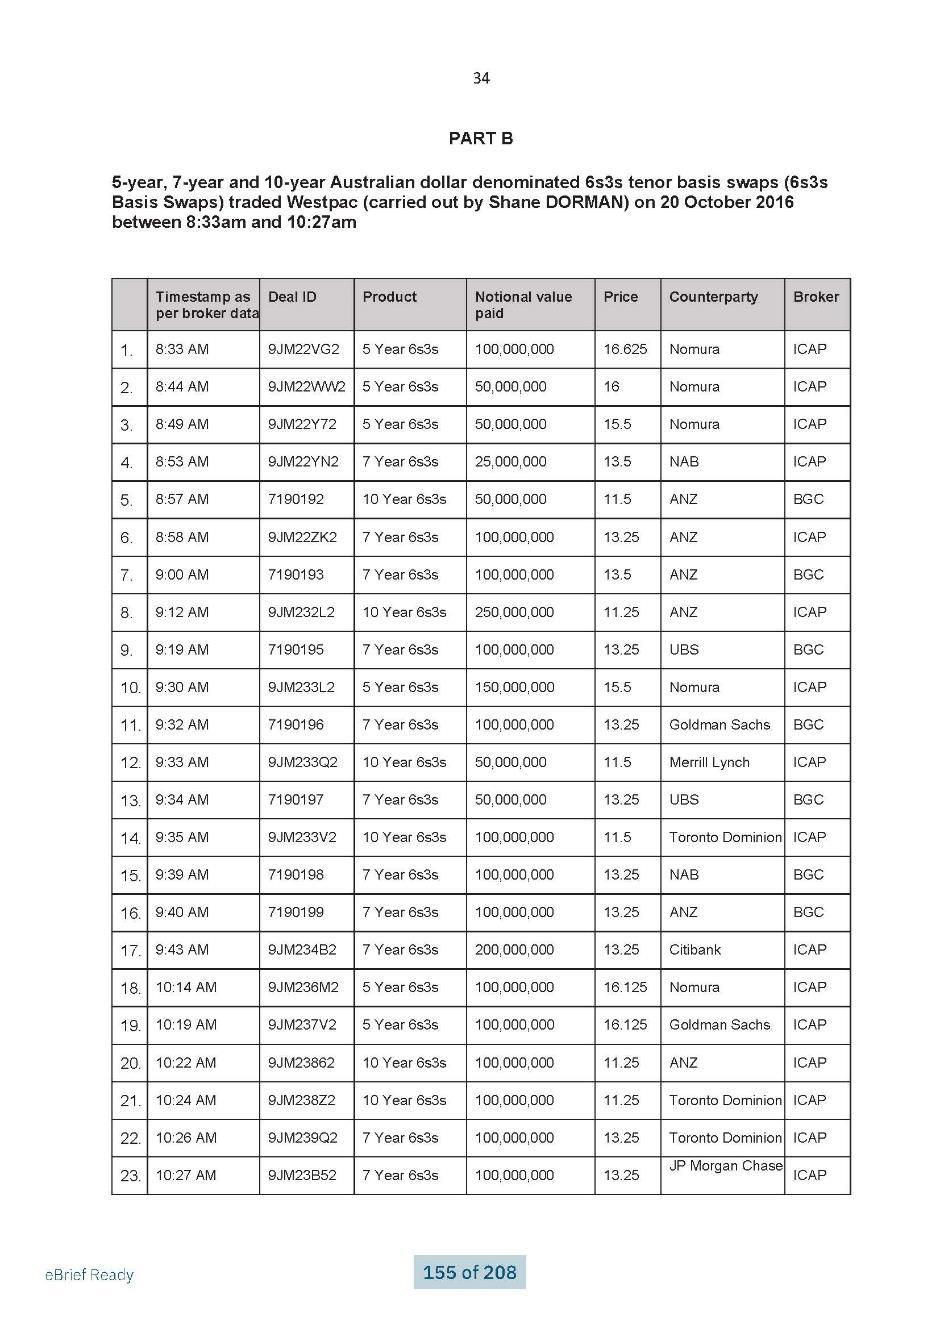 34
PART B
5-year, 7-year and 10-year Australian dollar denominated 6s3s tenor basis swaps (6s3s
Basis Swaps) traded Westpac (carried out by Shane DORMAN) on 20 October 2016
between 8:33am and 10:27am
Timestamp as per broker data Deal ID Product Notional value paid Price Counterparty Broker
1. 8:33 AM 9JM22VG2 5 Year 6s3s 100,000,000 16.625 Nomura ICAP
2. 8:44 AM 9JM22WW2 5 Year 6s3s 50,000,000 16 Nomura ICAP
3. 8:49 AM 9JM22Y72 5 Year 6s3s 50,000,000 15.5 Nomura ICAP
4. 8:53 AM 9JM22YN2 7 Year 6s3s 25,000,000 13.5 NAB ICAP
5. 8:57 AM 7190192 10 Year 6s3s 50,000,000 11.5 ANZ BGC
6. 8:58 AM 9JM22ZK2 7 Year 6s3s 100,000,000 13.25 ANZ ICAP
7. 9:00 AM 7190193 7 Year 6s3s 100,000,000 13.5 ANZ BGC
8. 9:12 AM 9JM232L2 10 Year 6s3s 250,000,000 11.25 ANZ ICAP
9. 9:19 AM 7190195 7 Year 6s3s 100,000,000 13.25 UBS BGC
10. 9:30 AM 9JM233L2 5 Year 6s3s 150,000,000 15.5 Nomura ICAP
11. 9:32 AM 7190196 7 Year 6s3s 100,000,000 13.25 Goldman Sachs BGC
12. 9:33 AM 9JM233Q2 10 Year 6s3s 50,000,000 11.5 Merrill Lynch ICAP
13. 9:34 AM 7190197 7 Year 6s3s 50,000,000 13.25 UBS BGC
14. 9:35 AM 9JM233V2 10 Year 6s3s 100,000,000 11.5 Toronto Dominion ICAP
15. 9:39 AM 7190198 7 Year 6s3s 100,000,000 13.25 NAB BGC
16. 9:40 AM 7190199 7 Year 6s3s 100,000,000 13.25 ANZ BGC
17. 9:43 AM 9JM234B2 7 Year 6s3s 200,000,000 13.25 Citibank ICAP
18. 10:14 AM 9JM236M2 5 Year 6s3s 100,000,000 16.125 Nomura ICAP
19. 10:19 AM 9JM237V2 5 Year 6s3s 100,000,000 16.125 Goldman Sachs ICAP
20. 10:22 AM 9JM23862 10 Year 6s3s 100,000,000 11.25 ANZ ICAP
21. 10:24 AM 9JM238Z2 10 Year 6s3s 100,000,000 11.25 Toronto Dominion ICAP
22. 10:26 AM 9JM239Q2 7 Year 6s3s 100,000,000 13.25 Toronto Dominion ICAP
23. 10:27 AM 9JM23B52 7 Year 6s3s 100,000,000 13.25 JP Morgan Chase ICAP
eBrief Ready
155 of 208